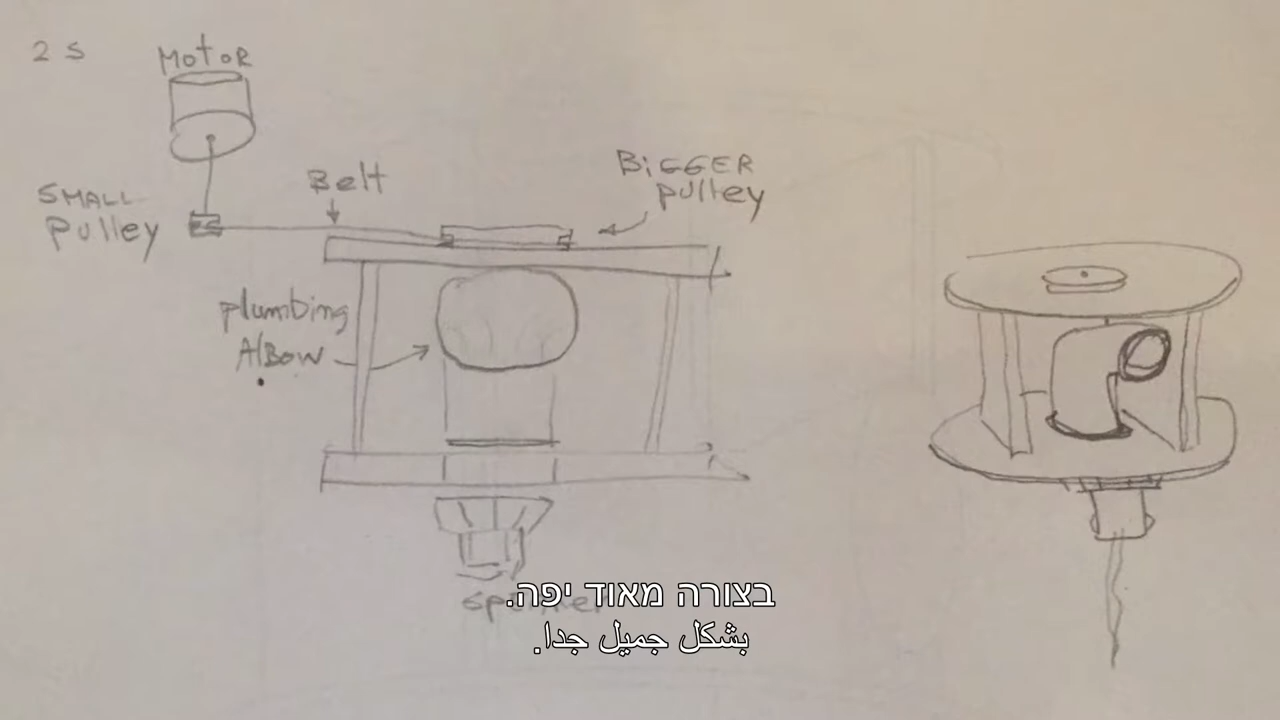 2 S
MOTOR
SMALL
pulley
Belt
BIGGER
pulley
plumbing
AlBow
בצורה מאוד יפה.
بشكل جميل جدا.